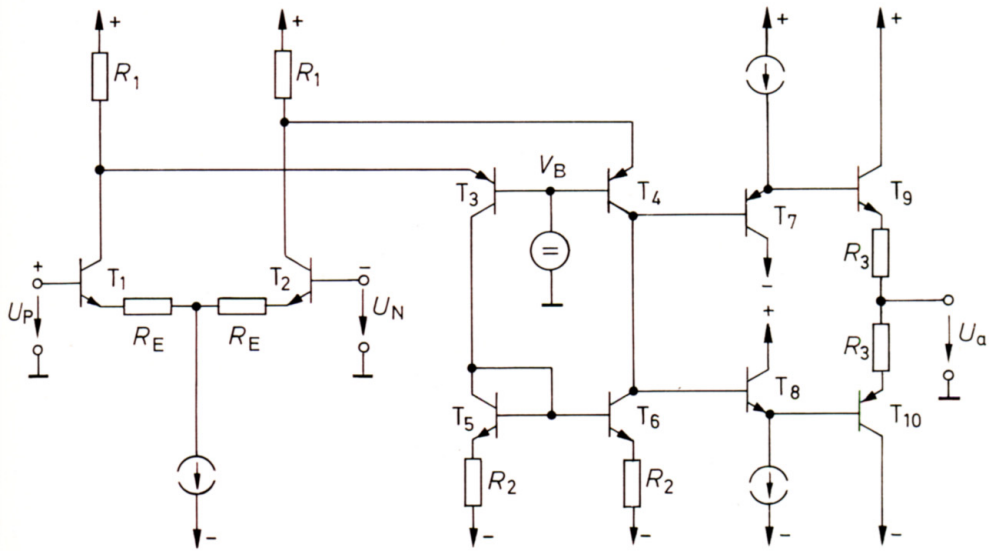 + + + +
R1 R1
VB
T3 T4 T7 T9
+ T1 T2 − = R3
UP RE RE UN − Ua
+ R3
T5 T6 T8 T10
R2 R2
− − − − −